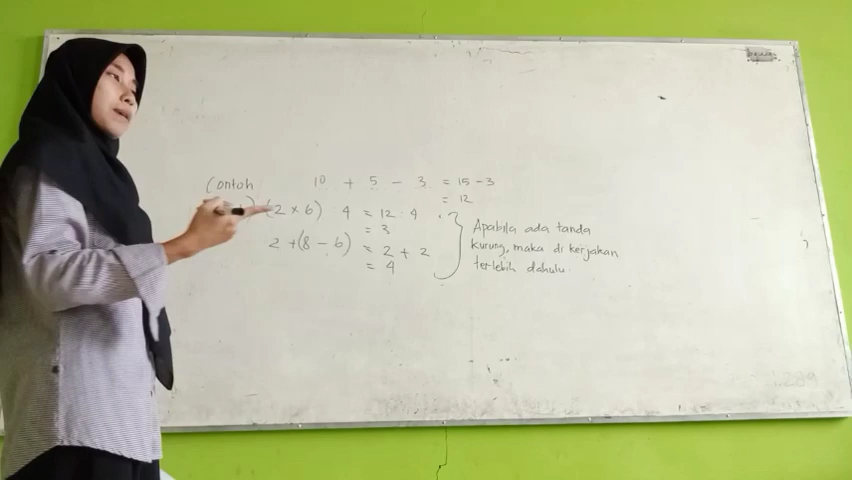 Contoh 10 + 5 - 3 = 15 - 3
= 12
(2 × 6) 4 = 12 : 4
= 3
2 + (8 - 6) = 2 + 2
= 4
Apabila ada tanda
kurung, maka di kerjakan
terlebih dahulu